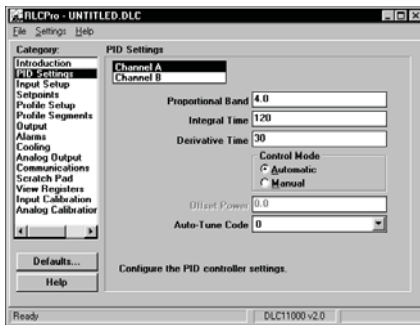 RLCPro - UNTITLED.DLC
File Settings Help
Category:
Introduction
PID Settings
Input Setup
Setpoints
Profile Setup
Profile Segments
Output
Alarms
Cooling
Analog Output
Communications
Scratch Pad
View Registers
Input Calibration
Analog Calibration
Defaults...
Help
PID Settings
Channel A
Channel B
Proportional Band 4.0
Integral Time 120
Derivative Time 30
Control Mode
Automatic
Manual
Offset Power 0.0
Auto-Tune Code 0
Configure the PID controller settings.
Ready DLC11000 v2.0